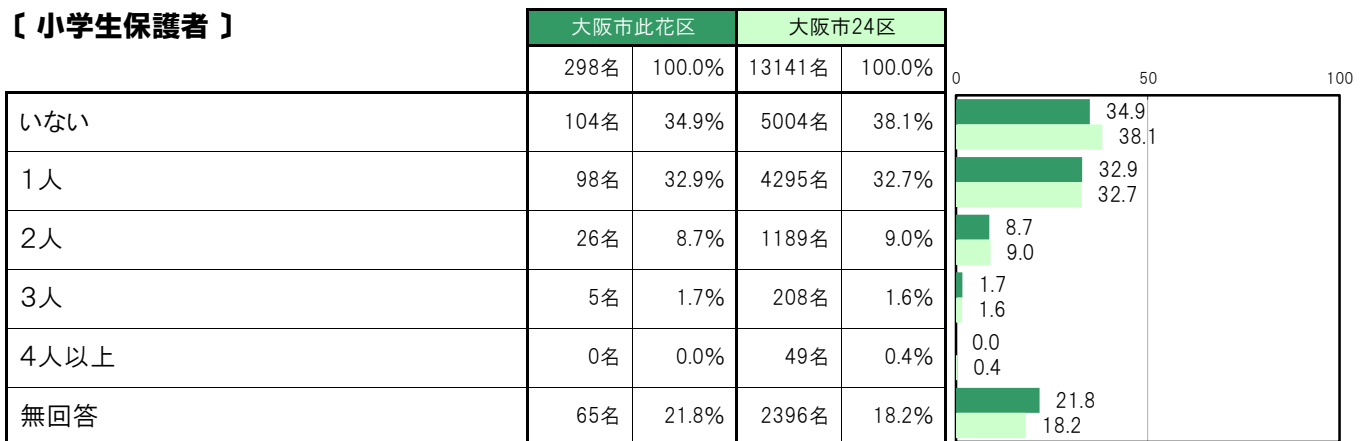 〔 小学生保護者 〕
大阪市此花区 大阪市24区
298名 100.0% 13141名 100.0%
0 50 100
いない 104名 34.9% 5004名 38.1%
34.9
38.1
1人 98名 32.9% 4295名 32.7%
32.9
32.7
2人 26名 8.7% 1189名 9.0%
8.7
9.0
3人 5名 1.7% 208名 1.6%
1.7
1.6
4人以上 0名 0.0% 49名 0.4%
0.0
0.4
無回答 65名 21.8% 2396名 18.2%
21.8
18.2